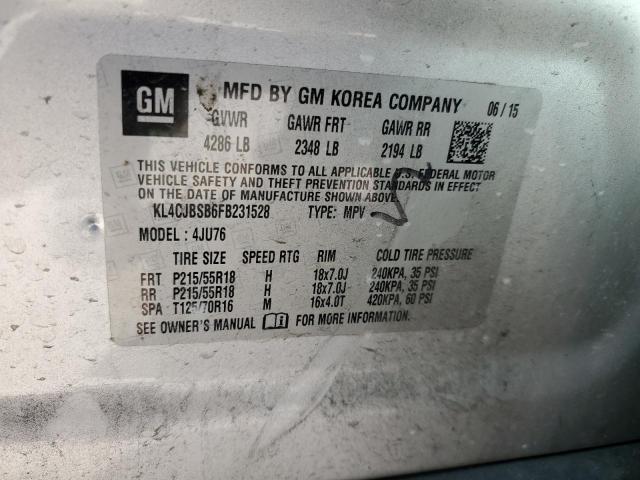 GM MFD BY GM KOREA COMPANY 06/15
GVWR GAWR FRT GAWR RR
4286 LB 2348 LB 2194 LB
THIS VEHICLE CONFORMS TO ALL APPLICABLE U.S. FEDERAL MOTOR
VEHICLE SAFETY AND THEFT PREVENTION STANDARDS IN EFFECT
ON THE DATE OF MANUFACTURE SHOWN ABOVE.
KL4CJBSB6FB231528 TYPE: MPV
MODEL : 4JU76
TIRE SIZE SPEED RTG RIM COLD TIRE PRESSURE
FRT P215/55R18 H 18x7.0J 240KPA, 35 PSI
RR P215/55R18 H 18x7.0J 240KPA, 35 PSI
SPA T125/70R16 M 16x4.0T 420KPA, 60 PSI
SEE OWNER'S MANUAL FOR MORE INFORMATION.